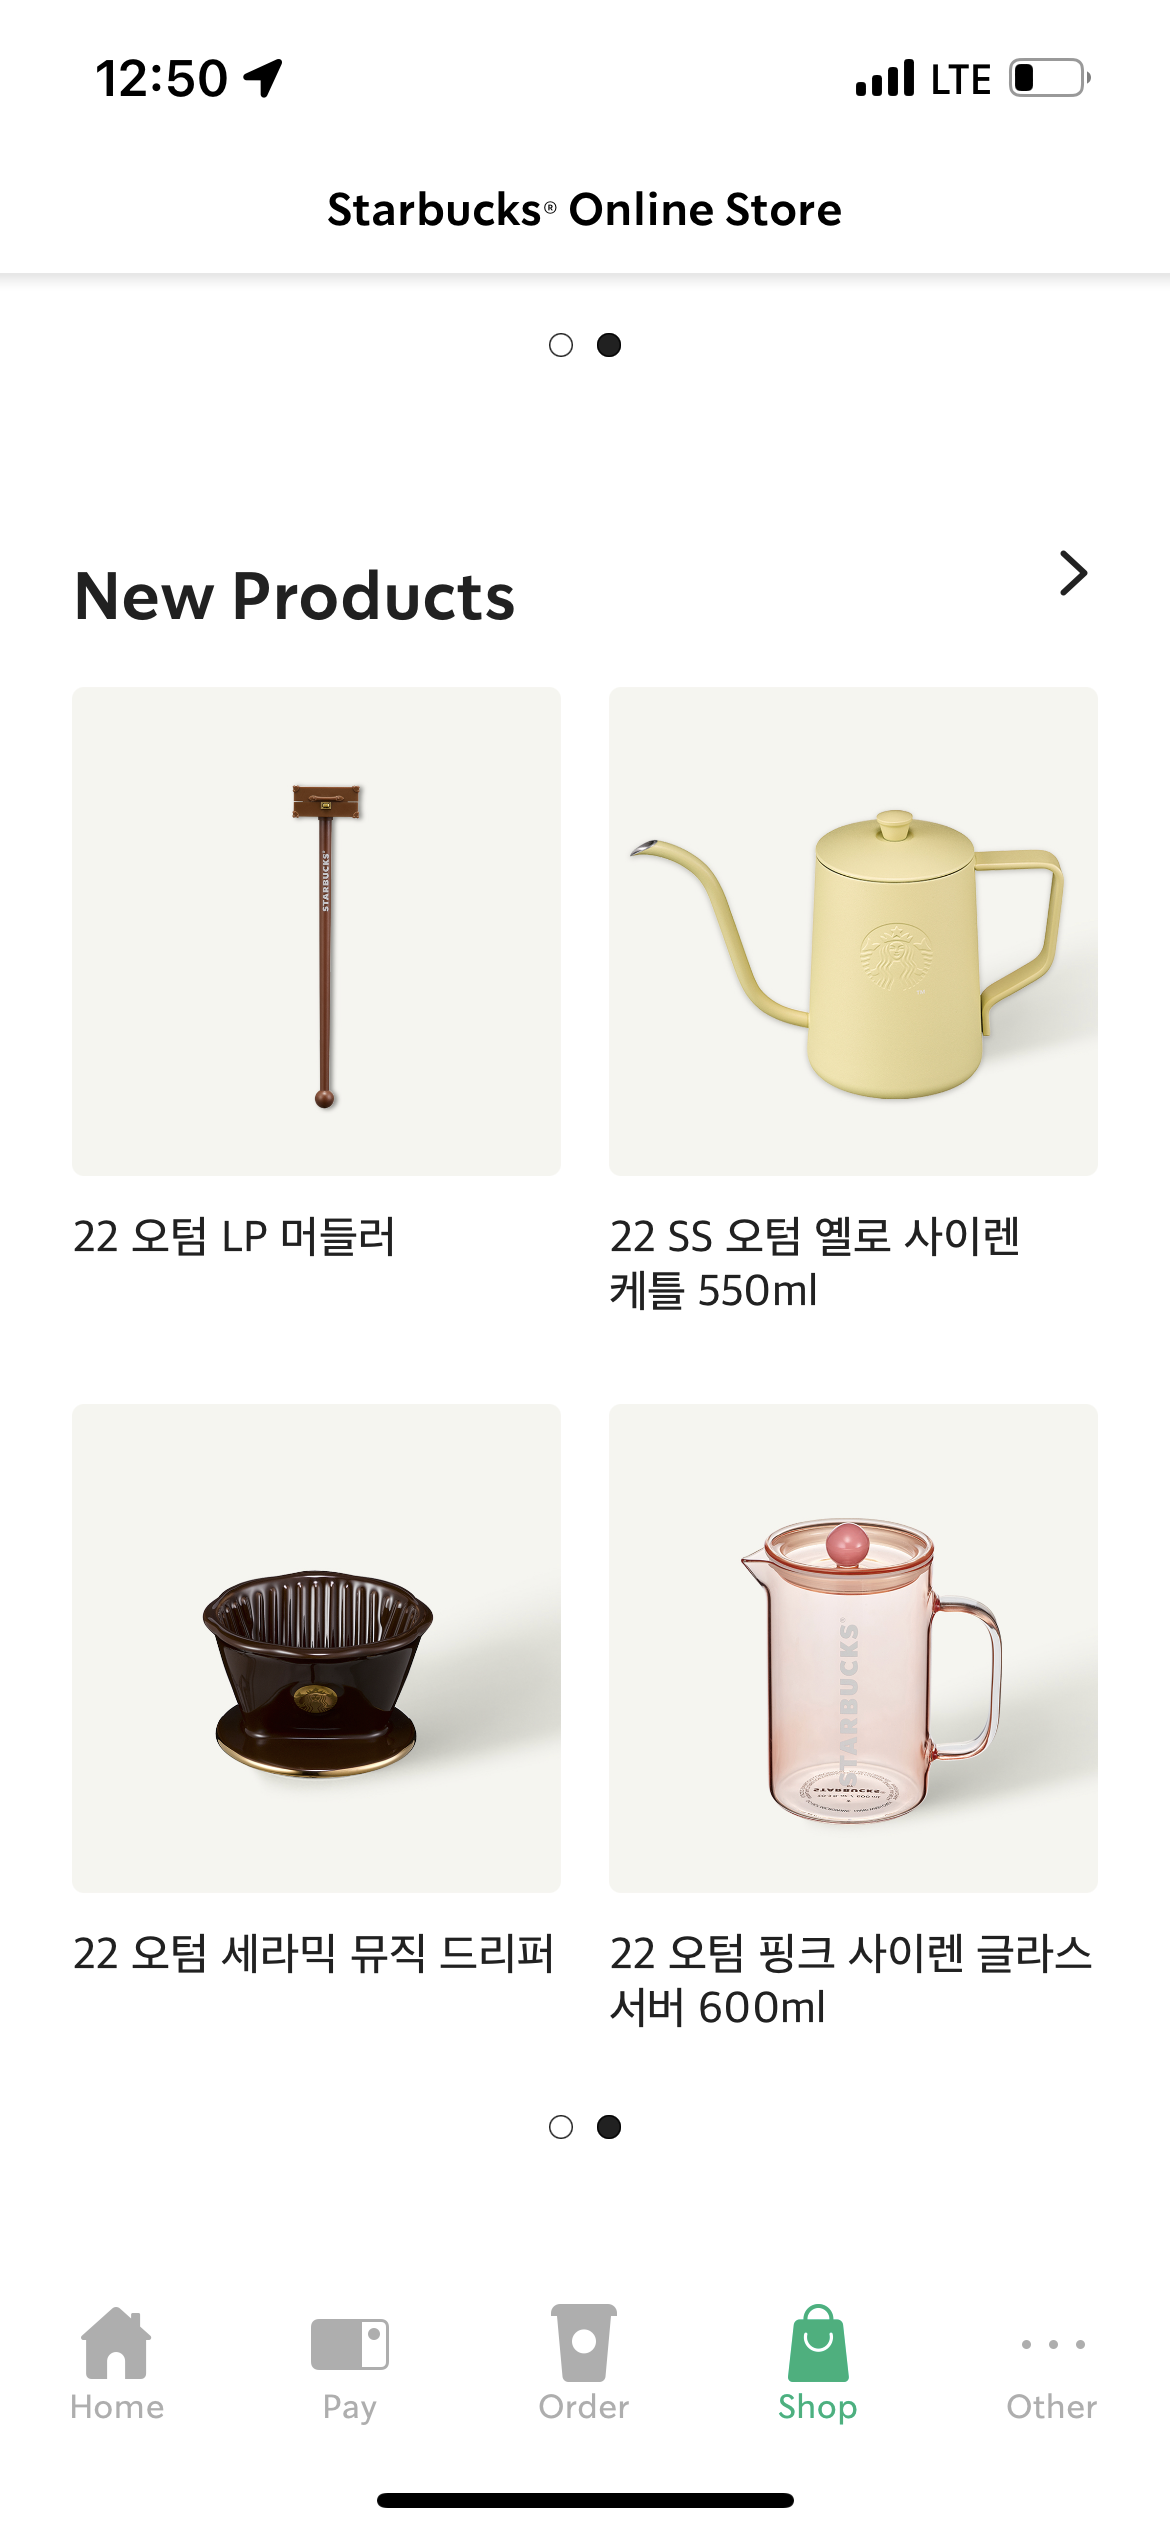 12:50 LTE
Starbucks® Online Store
New Products
STARBUCKS
22 오텀 LP 머들러
22 SS 오텀 옐로 사이렌
케틀 550ml
STARBUCKS®
STARBUCKS
22 오텀 세라믹 뮤직 드리퍼
22 오텀 핑크 사이렌 글라스
서버 600ml
Home
Pay
Order
Shop
Other